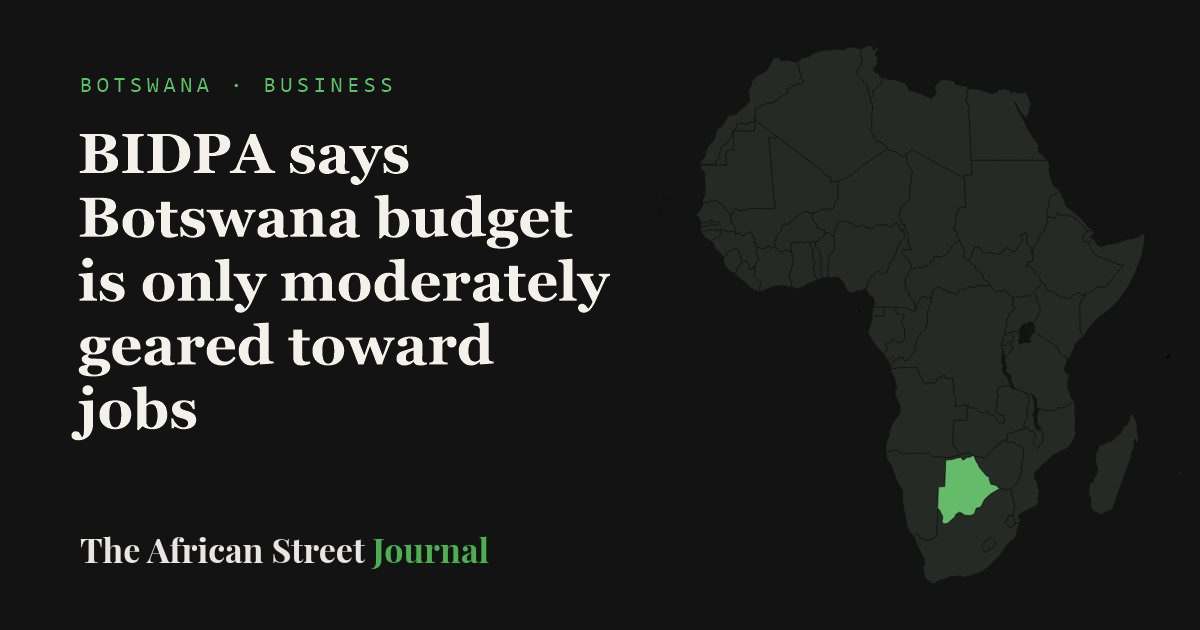 BOTSWANA · BUSINESS
BIDPA says
Botswana budget
is only moderately
geared toward
jobs
The African Street Journal